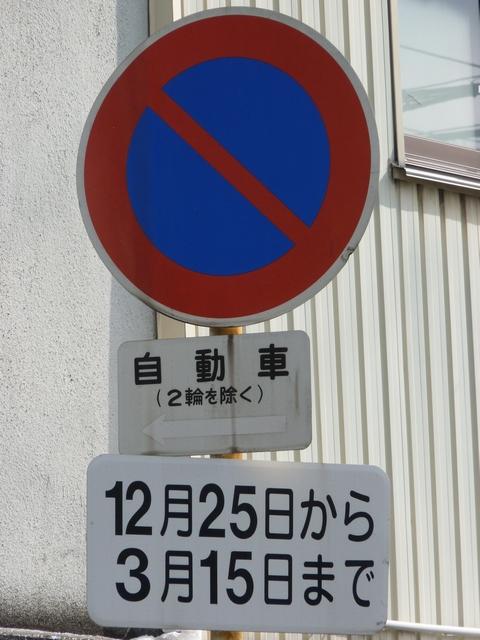 自動車
(2輪を除く)
12月25日から
3月15日まで